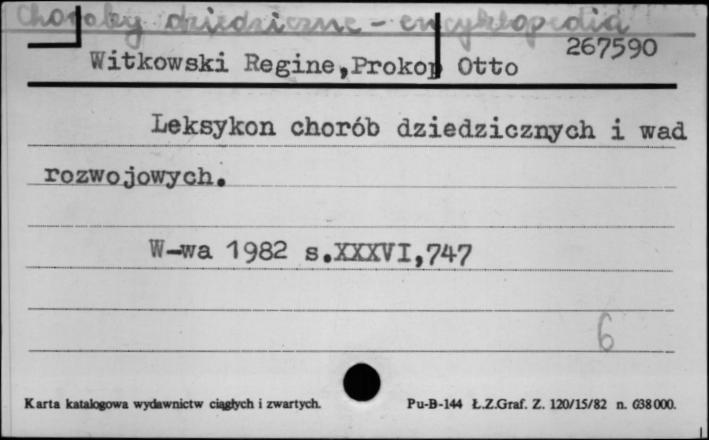 Choroby dziedziczne - encyklopedia
267590
Witkowski Regine,Prokop Otto
Leksykon chorób dziedzicznych i wad
rozwojowych.
W-wa 1982 s.XXXVI,747
6
Karta katalogowa wydawnictw ciągłych i zwartych. Pu-B-144 Ł.Z.Graf. Z. 120/15/82 n. 038000.